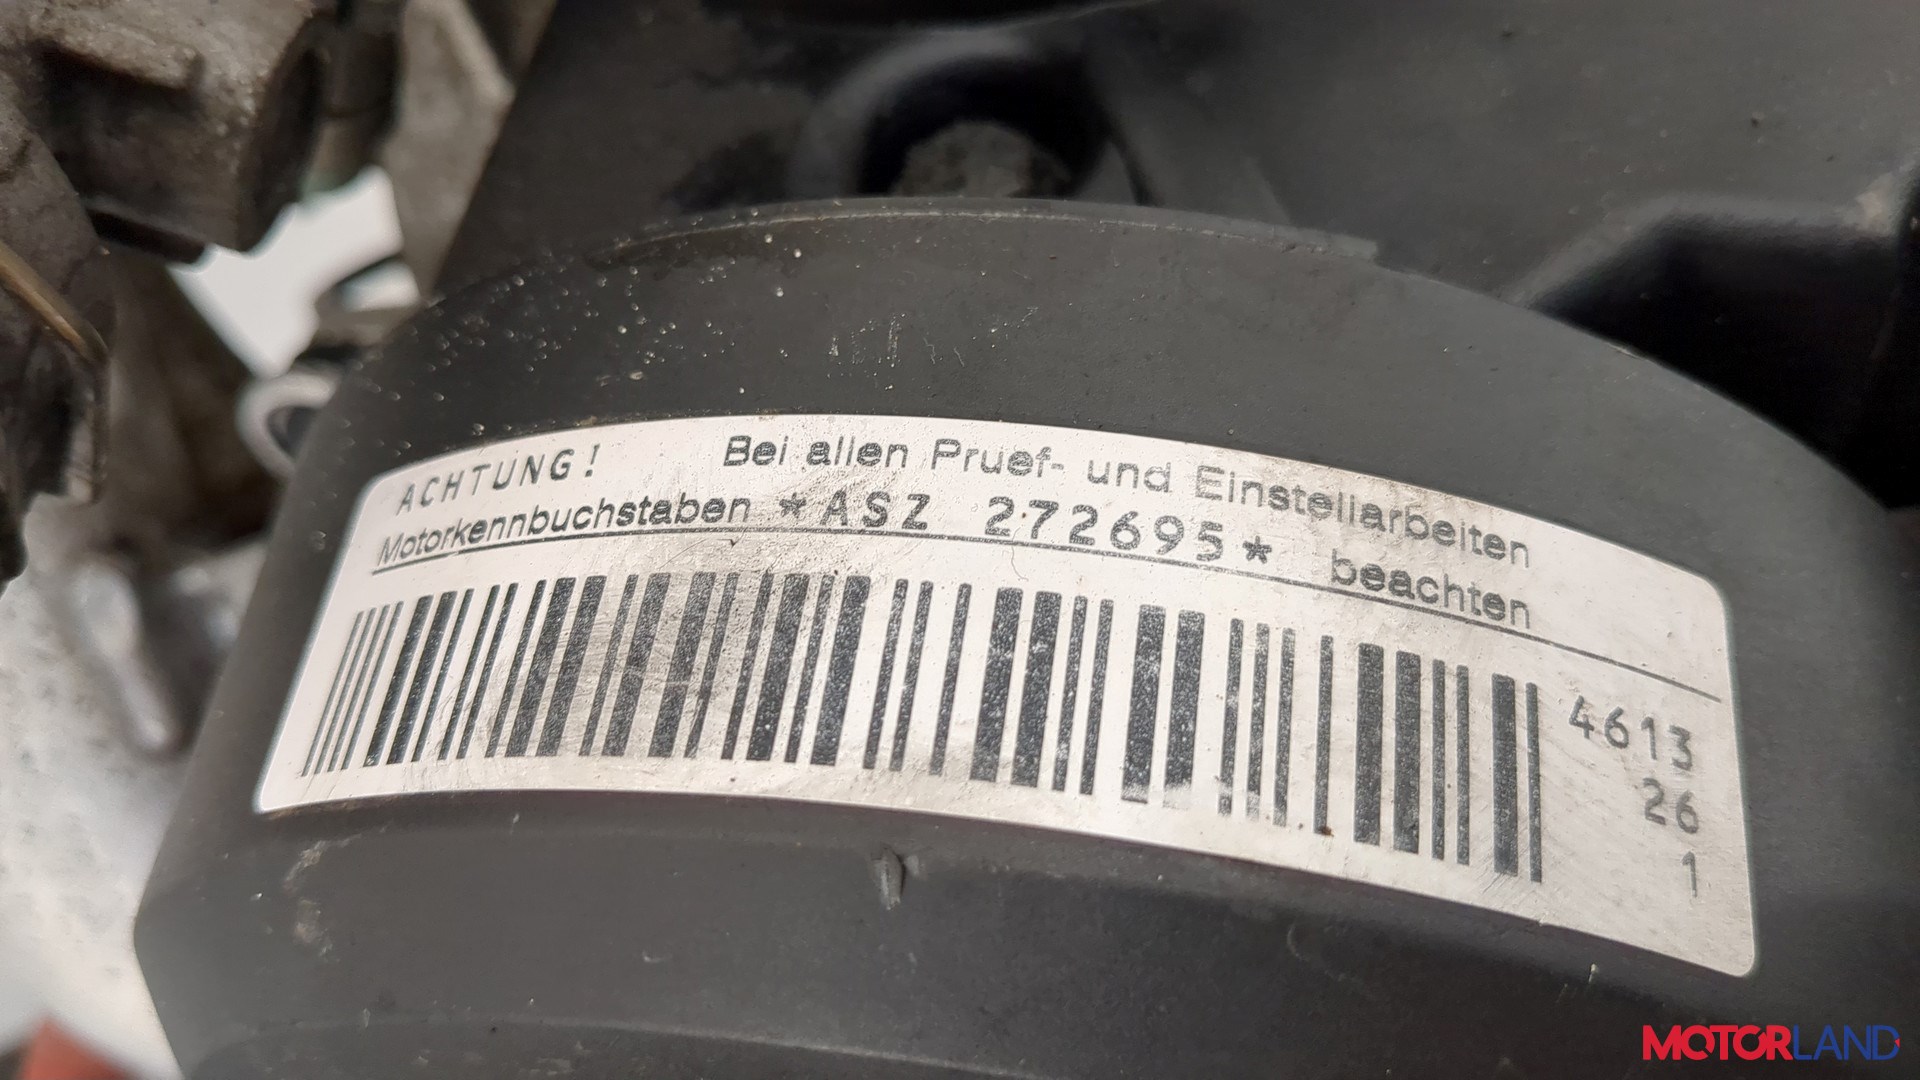 ACHTUNG! Bei allen Pruef- und Einstellarbeiten
Motorkennbuchstaben *ASZ 272695* beachten
4613
26
1
MOTORLAND